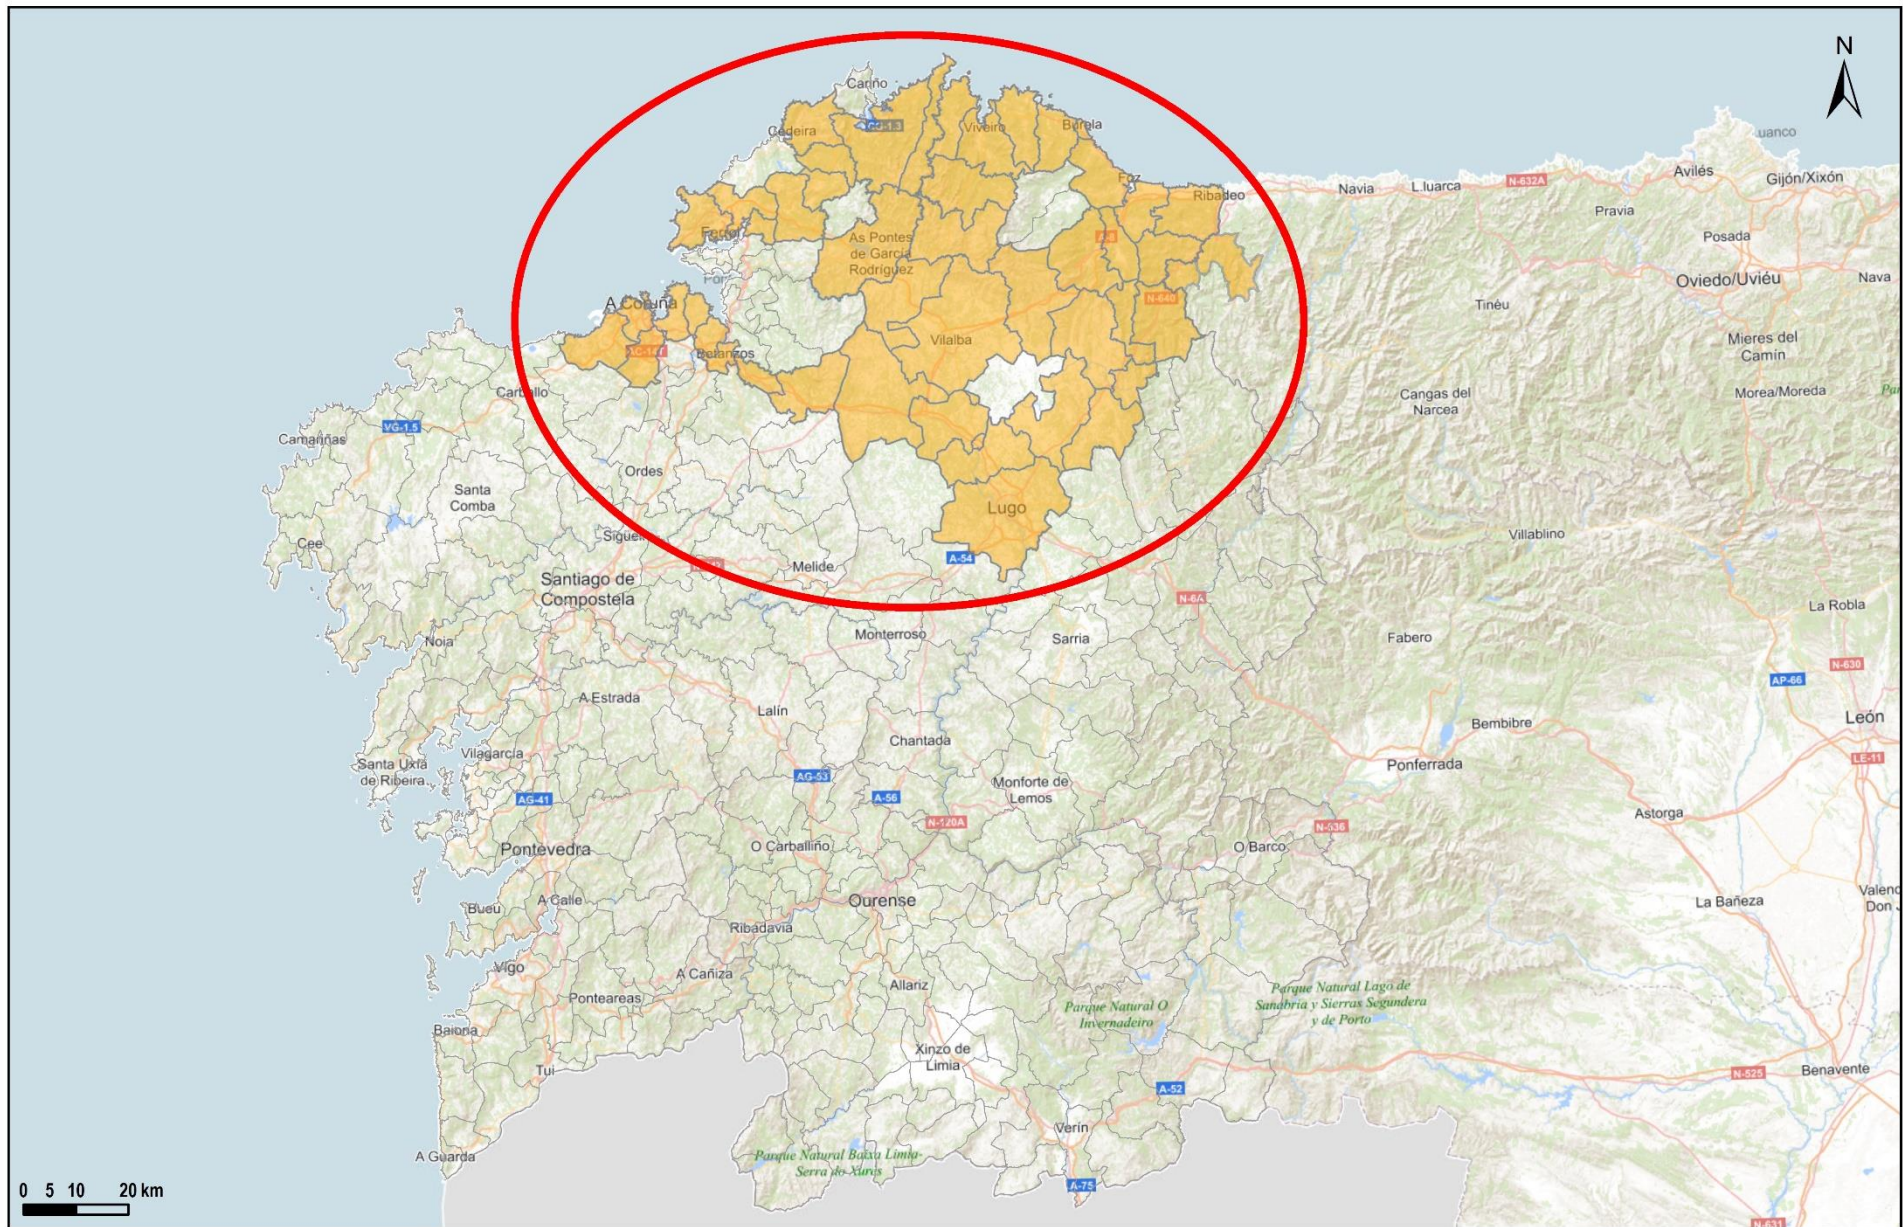 N
Cariño
uanco
Cedeira
Viveiro
Burela
Avilés
Gijón/Xixón
Foz
Ribadeo
Navia
L.luarca
N-632A
Pravia
Ferrol
As Pontes
de García
Rodríguez
A-8
Posada
Nava
Oviedo/Uviéu
A Coruña
N-640
Tinéu
Vilalba
Mieres del
Camín
Betanzos
Carballo
Cangas del
Narcea
Morea/Moreda
VG-1.5
Camariñas
Ordes
Santa
Comba
Lugo
Cee
Sigüeiro
Villablino
A-54
Melide
Santiago de
Compostela
N-6A
La Robla
Noia
Monterroso
Sarria
Fabero
N-630
AP-66
A Estrada
Lalín
León
Bembibre
Chantada
Vilagarcía
Santa Uxía
de Ribeira
AG-53
Monforte de
Lemos
Ponferrada
LE-11
AG-41
A-56
Astorga
N-120A
N-536
Pontevedra
O Carballiño
O Barco
Ourense
A Calle
Bueu
La Bañeza
Valenc
Don
Ribadavia
Vigo
A Cañiza
Allariz
Ponteareas
Parque Natural O
Invernadeiro
Parque Natural Lago de
Sanabria y Sierras Segundera
y de Porto
Baiona
Xinzo de
Limia
Tui
N-525
Benavente
A-52
Verín
A Guarda
Parque Natural Baixa Limia-
Serra do Xurés
A-75
0 5 10 20 km
N-631